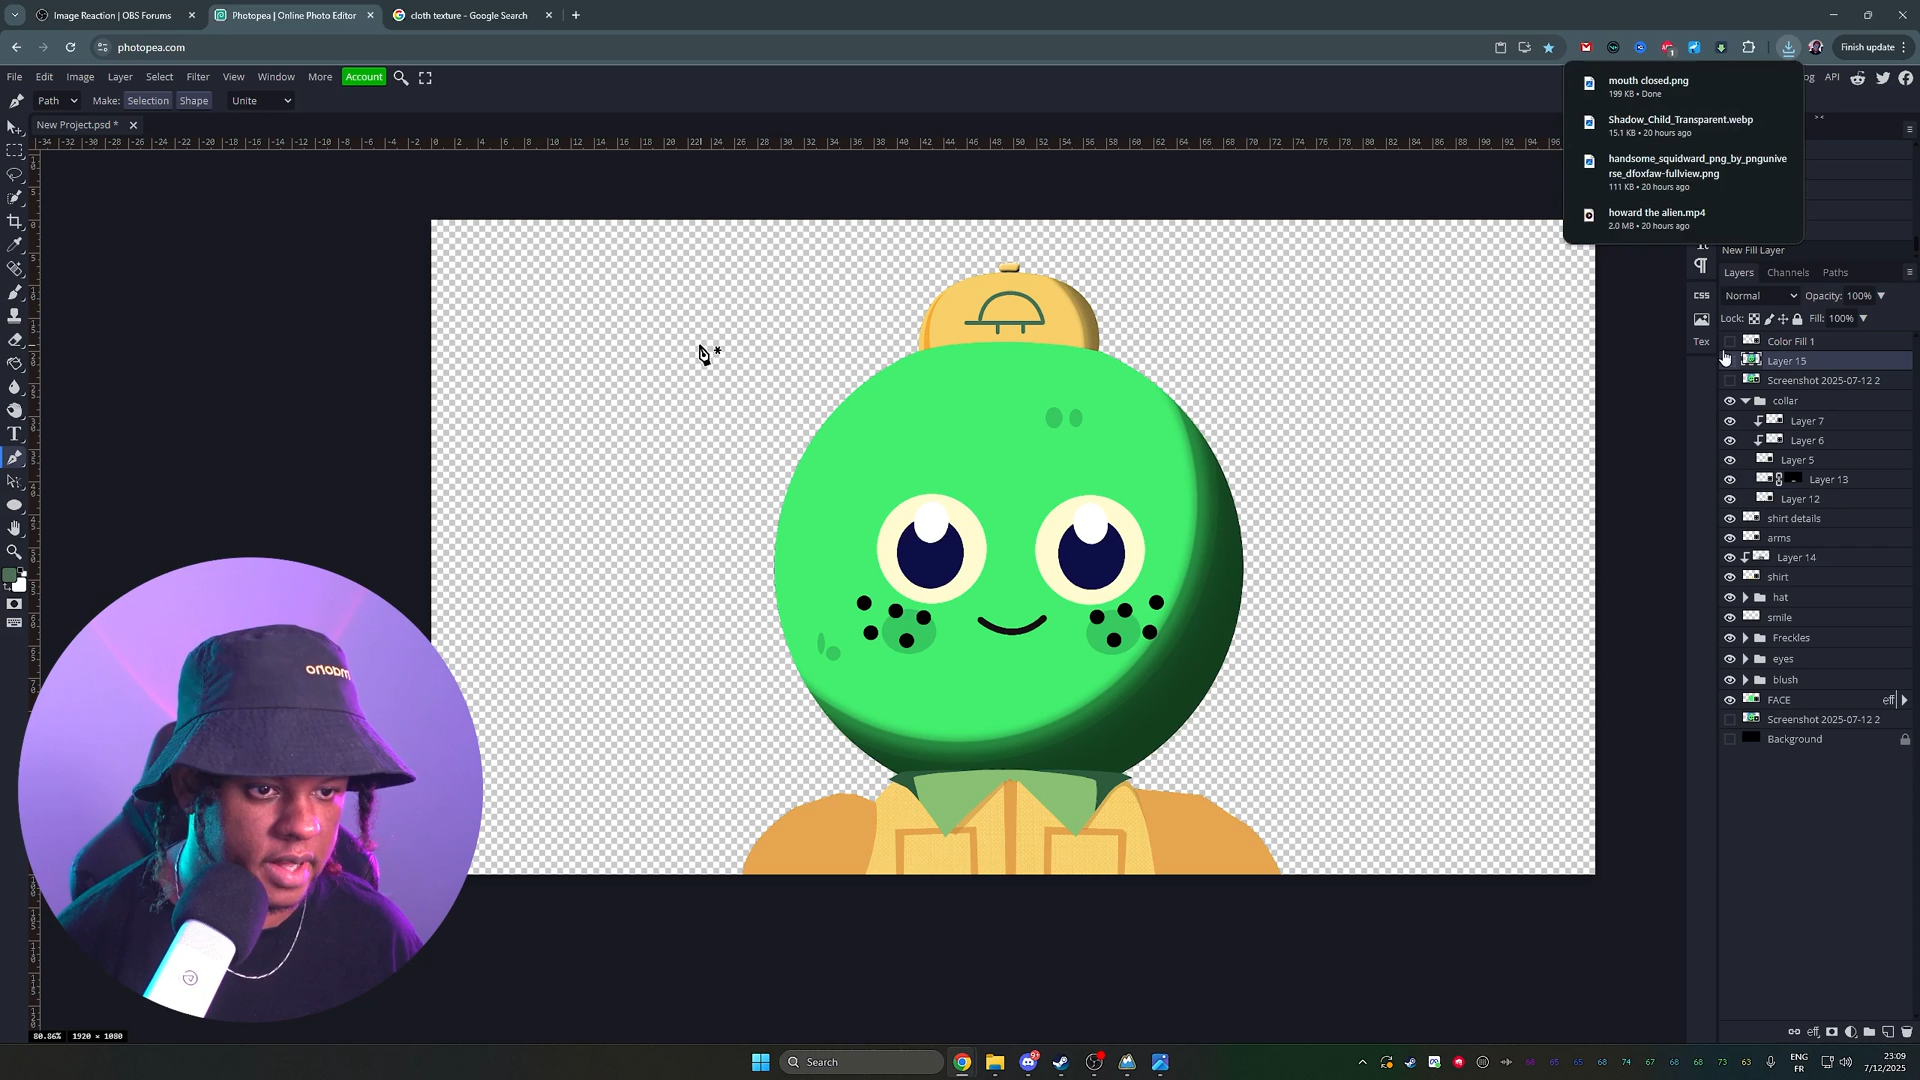 Image Reaction | OBS Forums
Photopea | Online Photo Editor
cloth texture - Google Search
photopea.com
Finish update
File Edit Image Layer Select Filter View Window More Account
API
Path Make: Selection Shape Unite
New Project.psd *
mouth closed.png
199 KB • Done
Shadow_Child_Transparent.webp
15.1 KB • 20 hours ago
handsome_squidward_png_by_pngunive
rse_dfoxfaw-fullview.png
111 KB • 20 hours ago
howard the alien.mp4
2.0 MB • 20 hours ago
New Fill Layer
Layers Channels Paths
Normal Opacity: 100%
Lock: Fill: 100%
CSS
Tex
Color Fill 1
Layer 15
Screenshot 2025-07-12 2
collar
Layer 7
Layer 6
Layer 5
Layer 13
Layer 12
shirt details
arms
Layer 14
shirt
hat
smile
Freckles
eyes
blush
FACE eff
Screenshot 2025-07-12 2
Background
80.86% 1920 × 1080
eff
Search
ENG
FR
23:09
7/12/2025